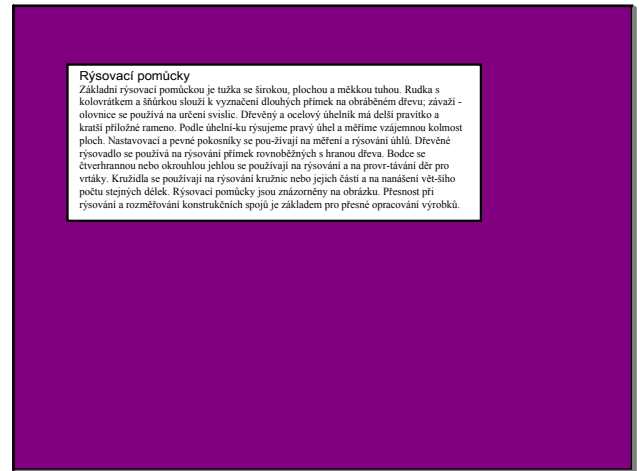 Rýsovací pomůcky
Základní rýsovací pomůckou je tužka se širokou, plochou a měkkou tuhou. Rudka s
kolovrátkem a šňůrkou slouží k vyznačení dlouhých přímek na obráběném dřevu; závaží -
olovnice se používá na určení svislic. Dřevěný a ocelový úhelník má delší pravítko a
kratší příložné rameno. Podle úhelní-ku rýsujeme pravý úhel a měříme vzájemnou kolmost
ploch. Nastavovací a pevné pokosníky se pou-žívají na měření a rýsování úhlů. Dřevěné
rýsovadlo se používá na rýsování přímek rovnoběžných s hranou dřeva. Bodce se
čtverhrannou nebo okrouhlou jehlou se používají na rýsování a na provr-távání děr pro
vrtáky. Kružidla se používají na rýsování kružnic nebo jejich částí a na nanášení vět-šího
počtu stejných délek. Rýsovací pomůcky jsou znázorněny na obrázku. Přesnost při
rýsování a rozměřování konstrukčních spojů je základem pro přesné opracování výrobků.